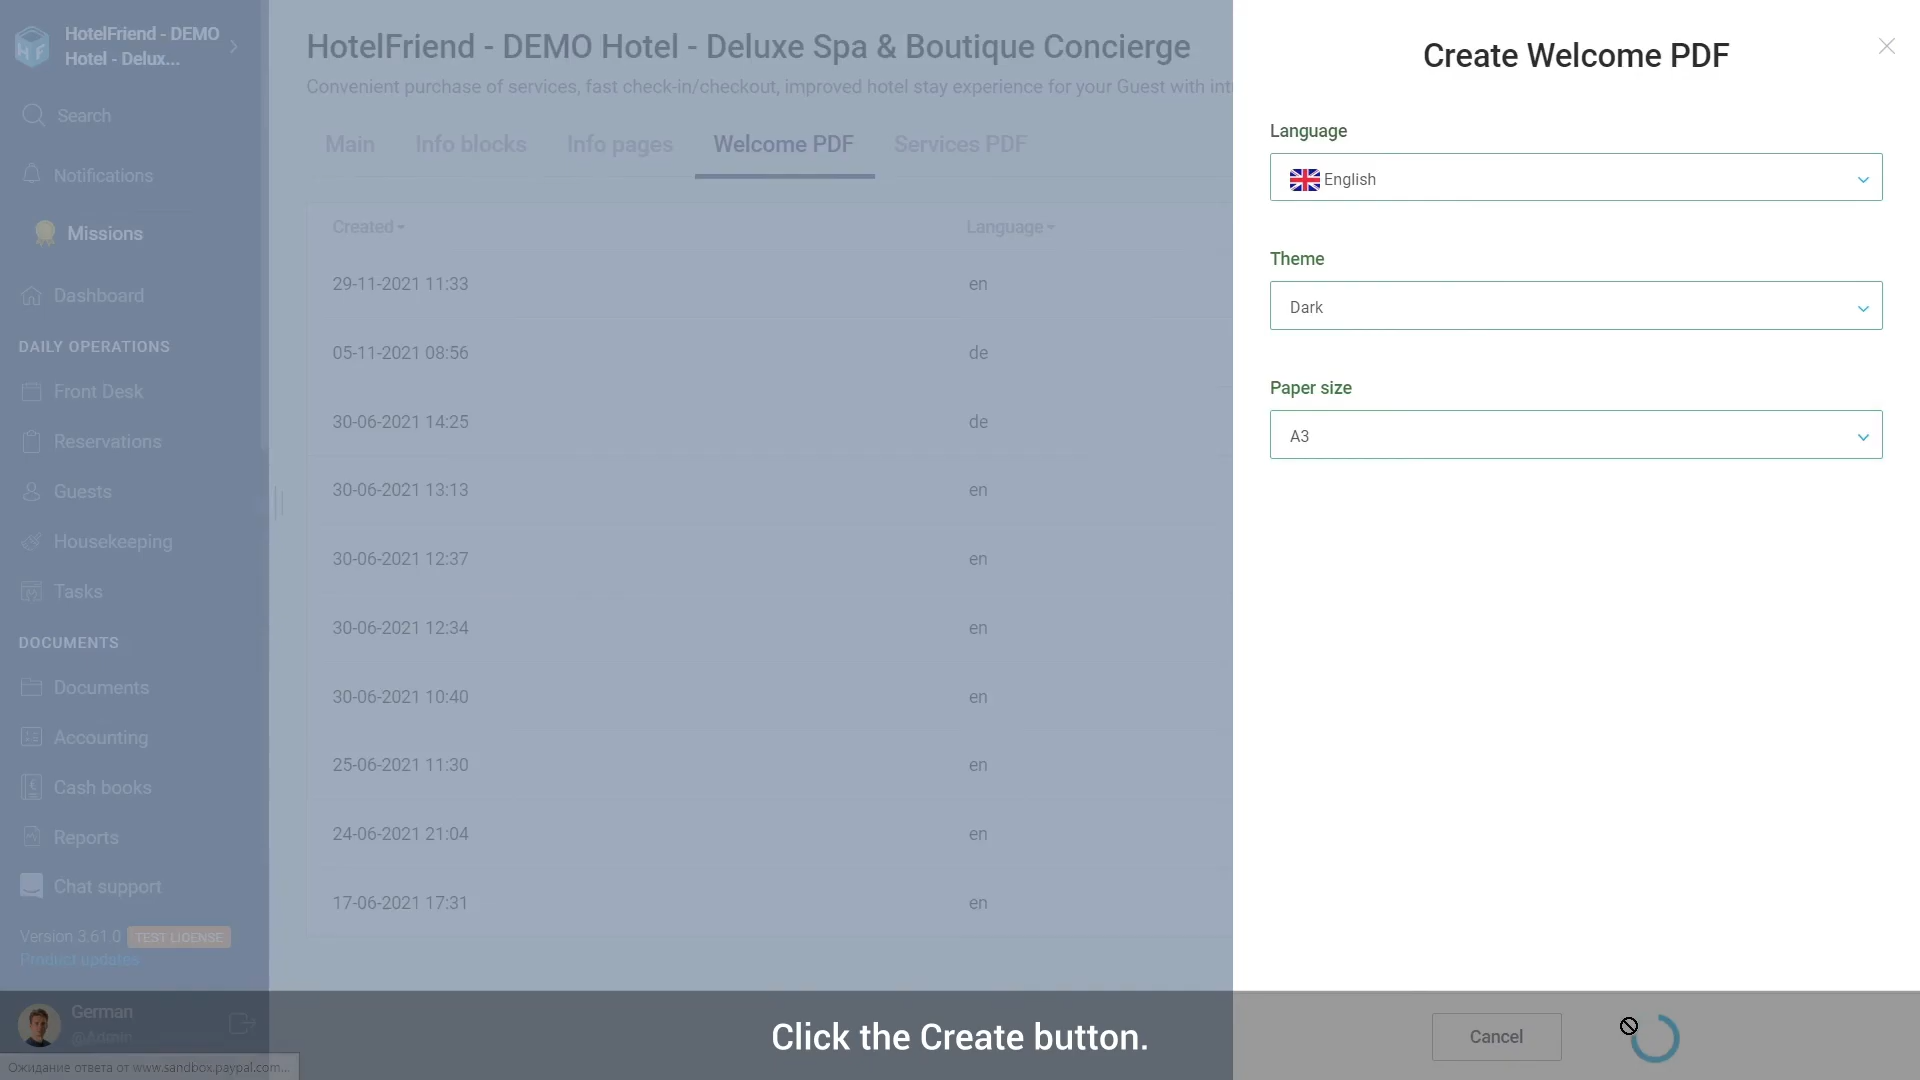 HotelFriend - DEMO
Hotel - Delux...
Search
Notifications
Missions
Dashboard
DAILY OPERATIONS
Front Desk
Reservations
Guests
Housekeeping
Tasks
DOCUMENTS
Documents
Accounting
Cash books
Reports
Chat support
Version 3.61.0 TEST LICENSE
Product updates
German
@Admin
Ожидание ответа от www.sandbox.paypal.com...
HotelFriend - DEMO Hotel - Deluxe Spa & Boutique Concierge
Convenient purchase of services, fast check-in/checkout, improved hotel stay experience for your Guest with
Main Info blocks Info pages Welcome PDF Services PDF
Created Language
29-11-2021 11:33 en
05-11-2021 08:56 de
30-06-2021 14:25 de
30-06-2021 13:13 en
30-06-2021 12:37 en
30-06-2021 12:34 en
30-06-2021 10:40 en
25-06-2021 11:30 en
24-06-2021 21:04 en
17-06-2021 17:31 en
Create Welcome PDF
Language
English
Theme
Dark
Paper size
A3
Cancel
Click the Create button.